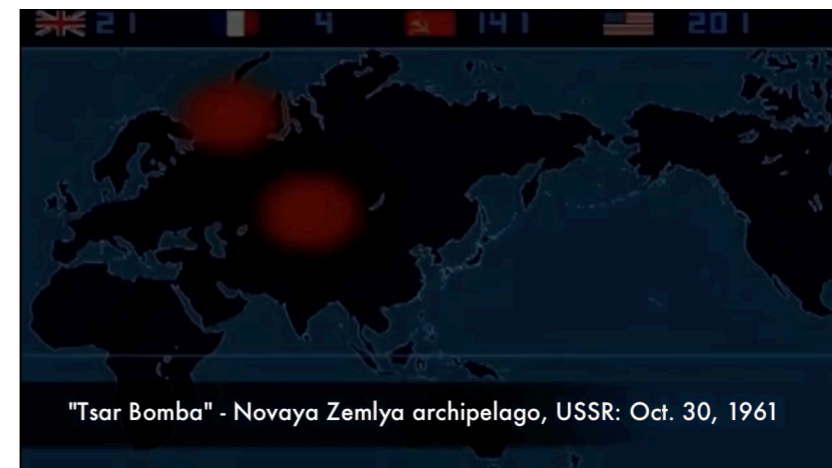 21 4 141 201
"Tsar Bomba" - Novaya Zemlya archipelago, USSR: Oct. 30, 1961